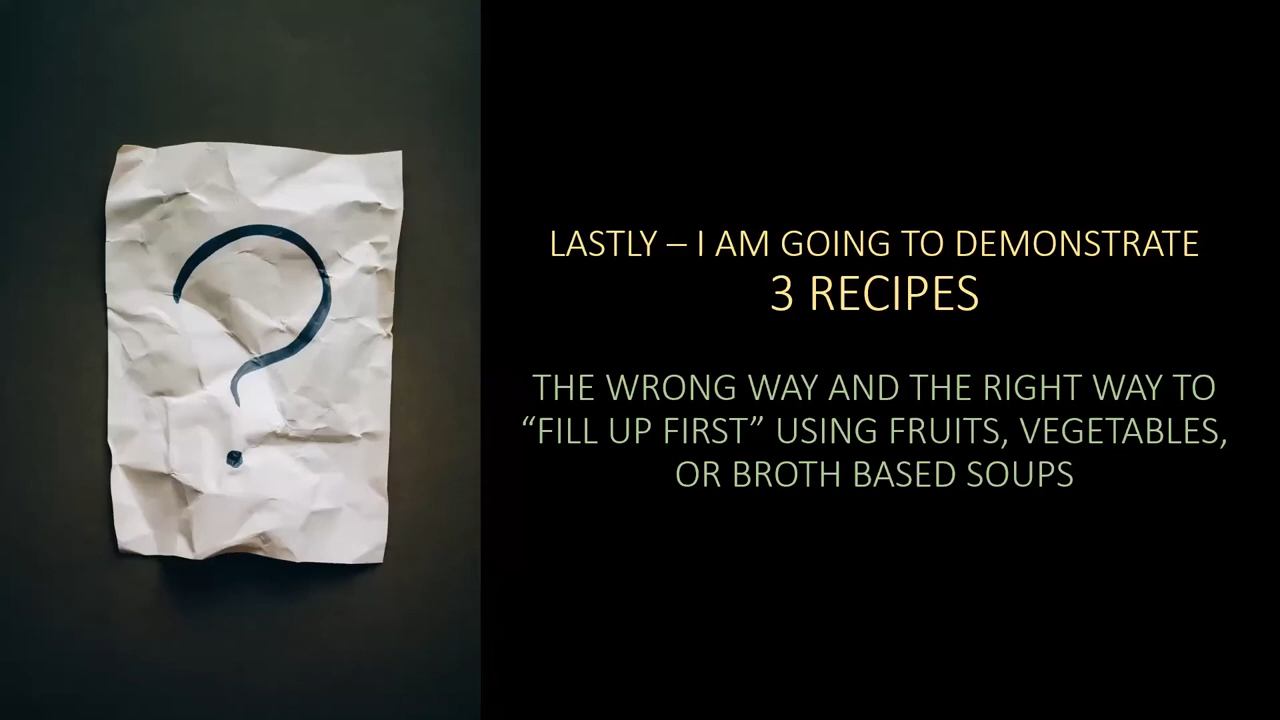 ?
LASTLY – I AM GOING TO DEMONSTRATE
3 RECIPES
THE WRONG WAY AND THE RIGHT WAY TO
“FILL UP FIRST” USING FRUITS, VEGETABLES,
OR BROTH BASED SOUPS